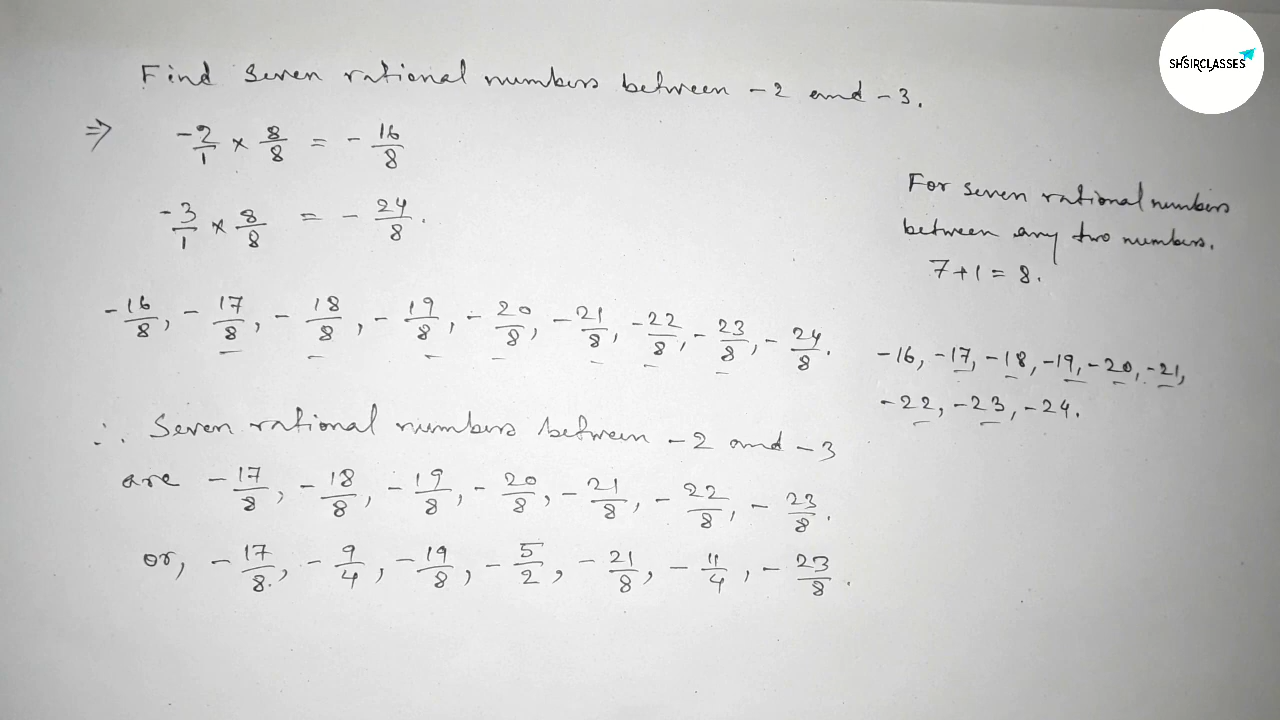 SHSIRCLASSES
Find seven rational numbers between -2 and -3.
⇒ -2/1 × 8/8 = - 16/8
-3/1 × 8/8 = - 24/8.
For seven rational numbers
between any two numbers.
7+1 = 8.
-16/8, -17/8, -18/8, -19/8, -20/8, -21/8, -22/8, -23/8, -24/8.
-16, -17, -18, -19, -20, -21,
-22, -23, -24.
∴ Seven rational numbers between -2 and -3
are -17/8, -18/8, -19/8, -20/8, -21/8, -22/8, -23/8.
or, -17/8, -9/4, -19/8, -5/2, -21/8, -11/4, -23/8.